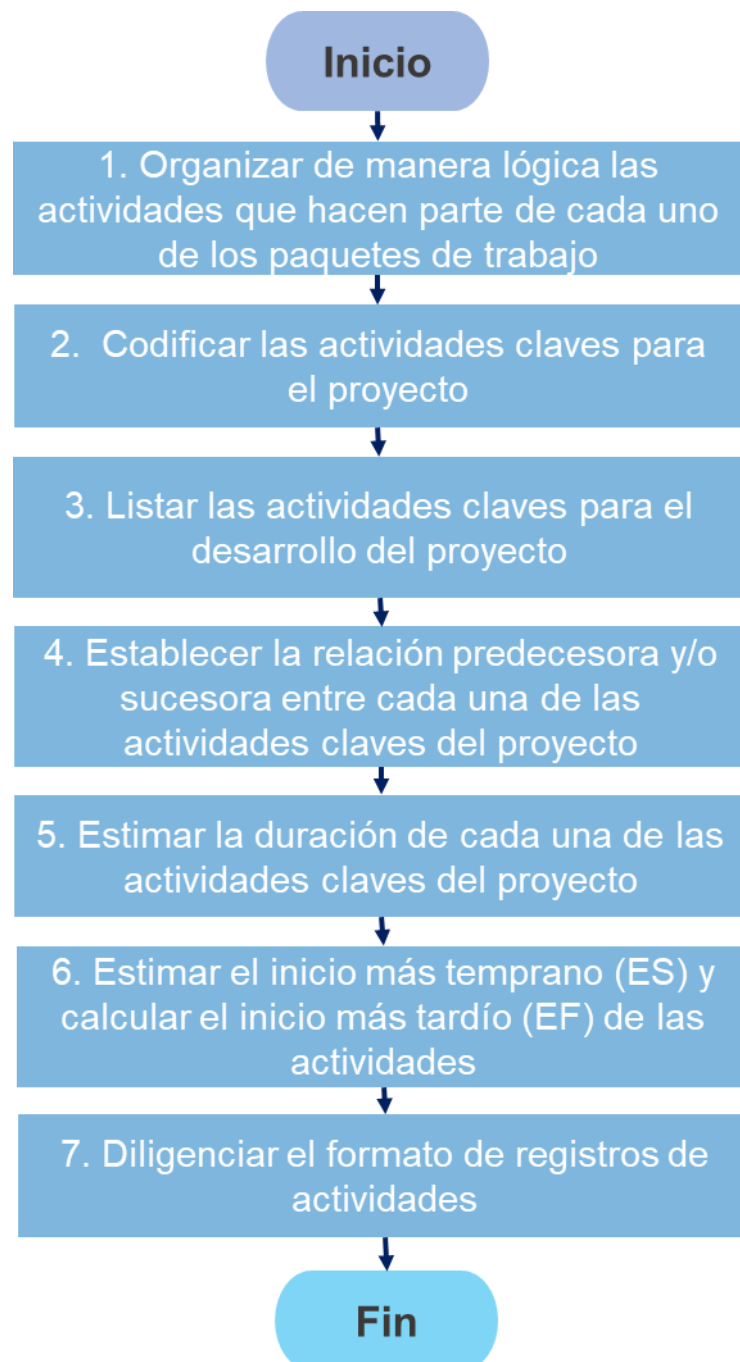 Inicio
1. Organizar de manera lógica las
actividades que hacen parte de cada uno
de los paquetes de trabajo
2. Codificar las actividades claves para
el proyecto
3. Listar las actividades claves para el
desarrollo del proyecto
4. Establecer la relación predecesora y/o
sucesora entre cada una de las
actividades claves del proyecto
5. Estimar la duración de cada una de las
actividades claves del proyecto
6. Estimar el inicio más temprano (ES) y
calcular el inicio más tardío (EF) de las
actividades
7. Diligenciar el formato de registros de
actividades
Fin